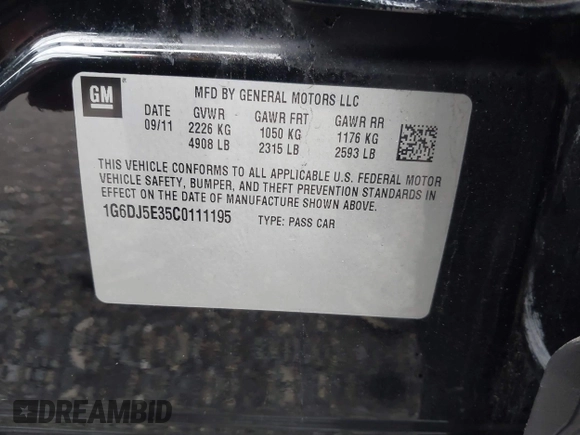 GM
MFD BY GENERAL MOTORS LLC
DATE GVWR GAWR FRT GAWR RR
09/11 2226 KG 1050 KG 1176 KG
4908 LB 2315 LB 2593 LB
THIS VEHICLE CONFORMS TO ALL APPLICABLE U.S. FEDERAL MOTOR
VEHICLE SAFETY, BUMPER, AND THEFT PREVENTION STANDARDS IN
EFFECT ON THE DATE OF MANUFACTURE SHOWN ABOVE.
1G6DJ5E35C0111195 TYPE: PASS CAR
DREAMBID